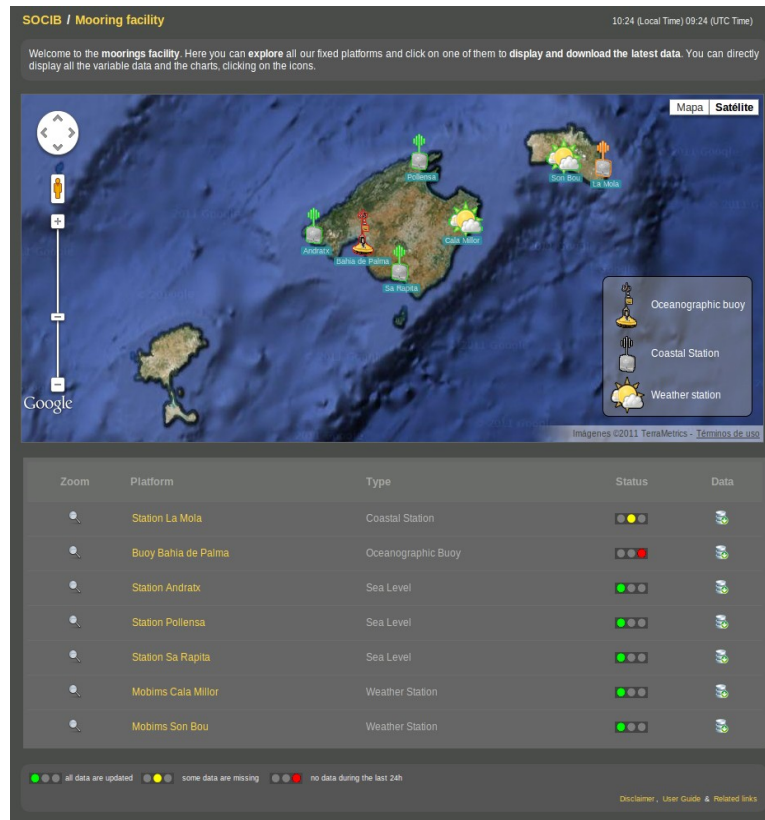 SOCIB / Mooring facility
10:24 (Local Time) 09:24 (UTC Time)
Welcome to the moorings facility. Here you can explore all our fixed platforms and click on one of them to display and download the latest data. You can directly
display all the variable data and the charts, clicking on the icons.
Mapa Satélite
Pollensa
Son Bou
La Mola
Andratx
Bahia de Palma
Cala Millor
Sa Rapita
Oceanographic buoy
Coastal Station
Weather station
Google
Imágenes ©2011 TerraMetrics - Términos de uso
Zoom Platform Type Status Data
Station La Mola Coastal Station
Buoy Bahia de Palma Oceanographic Buoy
Station Andratx Sea Level
Station Pollensa Sea Level
Station Sa Rapita Sea Level
Mobims Cala Millor Weather Station
Mobims Son Bou Weather Station
all data are updated some data are missing no data during the last 24h
Disclaimer , User Guide & Related links